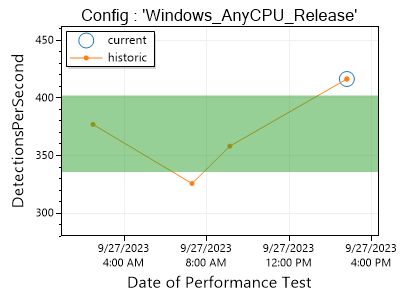 Config : 'Windows_AnyCPU_Release'
current
historic
DetectionsPerSecond
450
400
350
300
9/27/2023 9/27/2023 9/27/2023 9/27/2023
4:00 AM 8:00 AM 12:00 PM 4:00 PM
Date of Performance Test